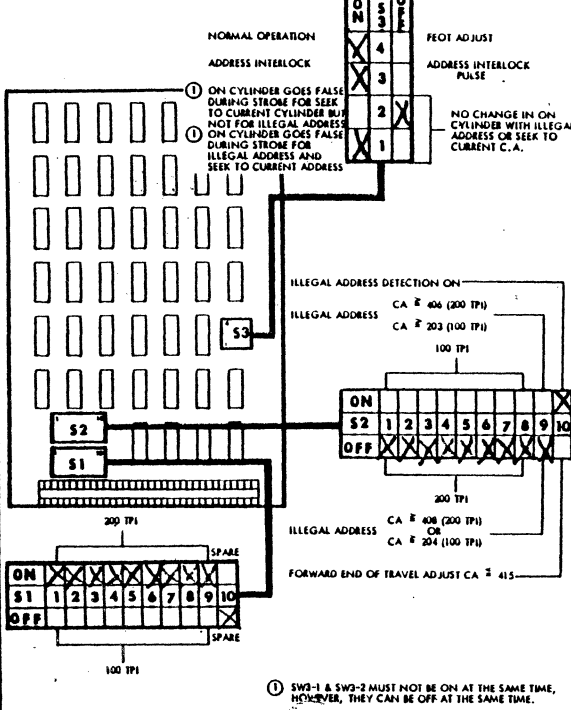 ON
S3
NORMAL OPERATION
4
FEOT ADJUST
ADDRESS INTERLOCK
3
ADDRESS INTERLOCK
PULSE
1 ON CYLINDER GOES FALSE
DURING STROBE FOR SEEK
TO CURRENT CYLINDER BUT
NOT FOR ILLEGAL ADDRESS
2
1 ON CYLINDER GOES FALSE
DURING STROBE FOR
ILLEGAL ADDRESS AND
SEEK TO CURRENT ADDRESS
1
NO CHANGE IN ON
CYLINDER WITH ILLEGAL
ADDRESS OR SEEK TO
CURRENT C.A.
ILLEGAL ADDRESS DETECTION ON
CA ≥ 406 (200 TPI)
ILLEGAL ADDRESS
CA ≥ 203 (100 TPI)
100 TPI
S3
ON
S2 1 2 3 4 5 6 7 8 9 10
OFF
S2
S1
200 TPI
CA ≥ 408 (200 TPI)
ILLEGAL ADDRESS OR
CA ≥ 204 (100 TPI)
FORWARD END OF TRAVEL ADJUST CA ≥ 415
200 TPI
SPARE
ON
S1 1 2 3 4 5 6 7 8 9 10
OFF
SPARE
100 TPI
1 SW3-1 & SW3-2 MUST NOT BE ON AT THE SAME TIME,
HOWEVER, THEY CAN BE OFF AT THE SAME TIME.